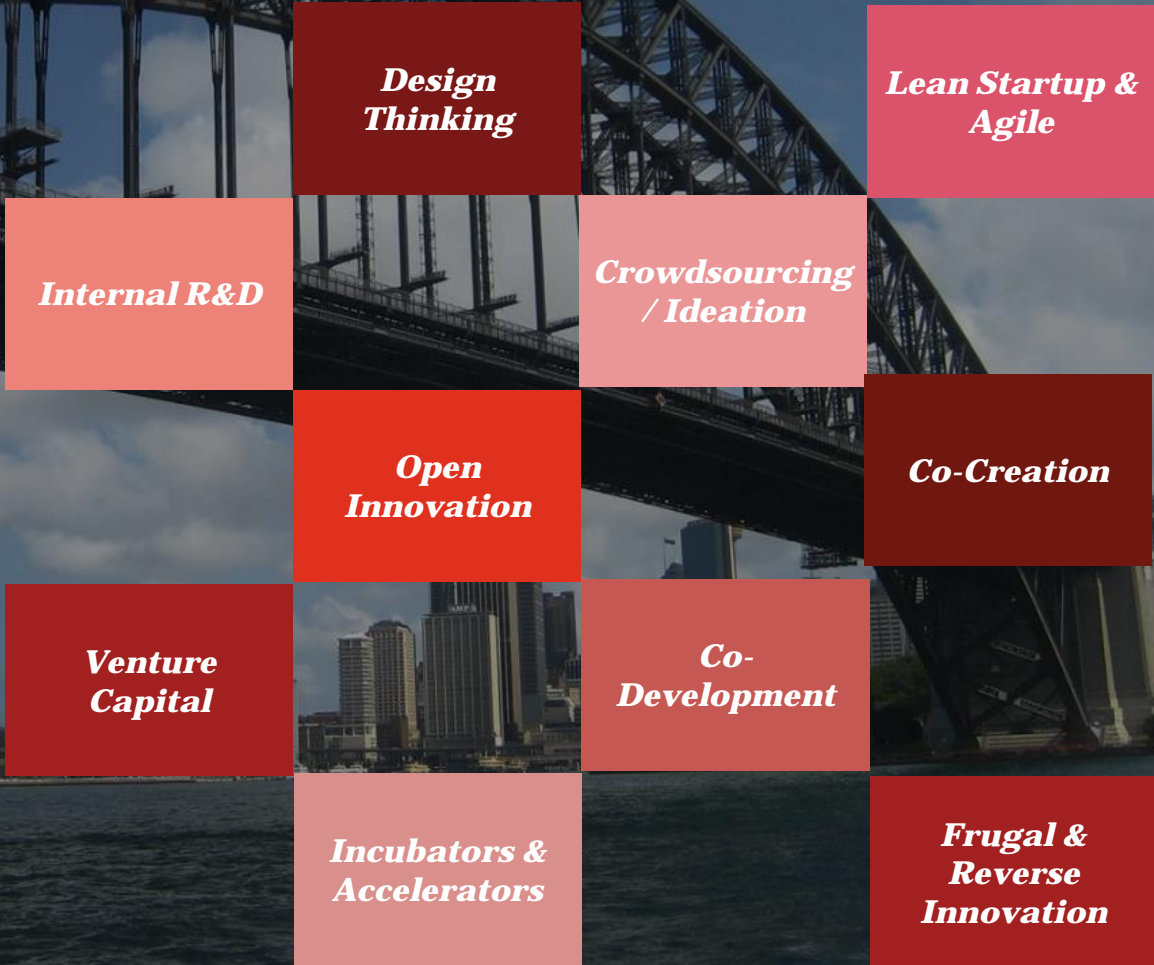 Design
Thinking
Lean Startup &
Agile
Internal R&D
Crowdsourcing
/ Ideation
Open
Innovation
Co-Creation
Venture
Capital
Co-
Development
Incubators &
Accelerators
Frugal &
Reverse
Innovation